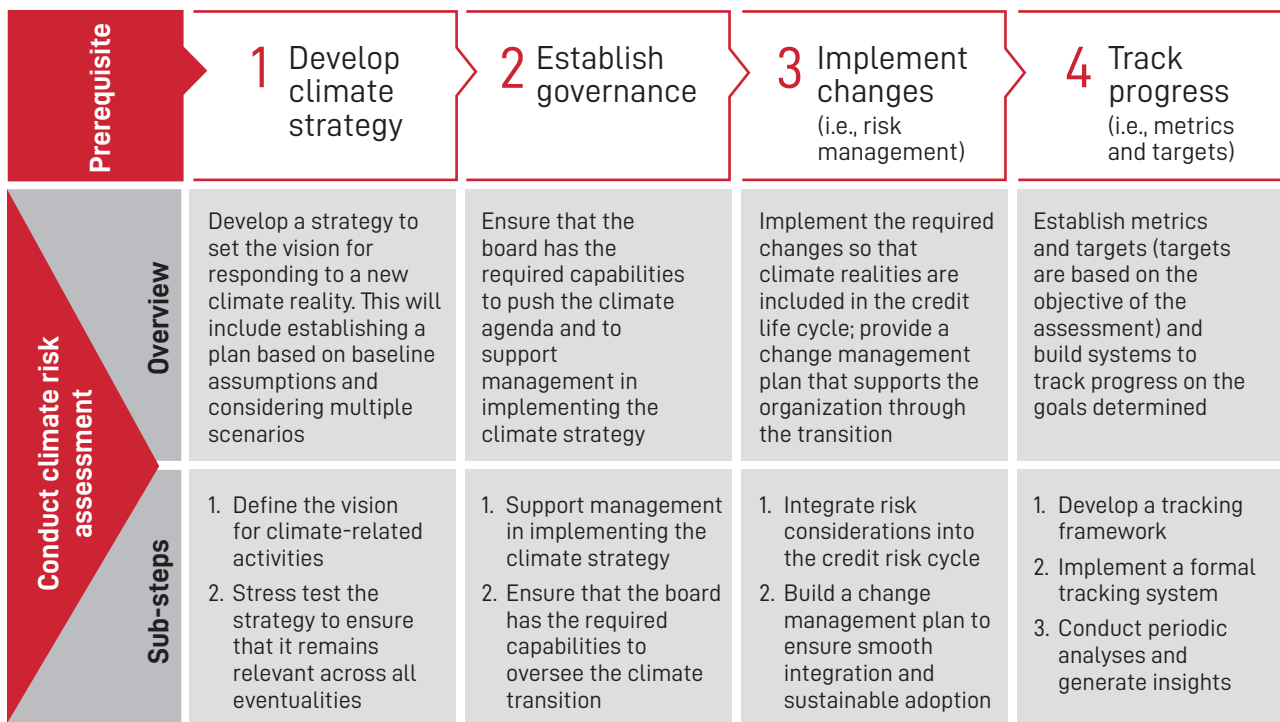 Prerequisite
1 Develop
climate
strategy
2 Establish
governance
3 Implement
changes
(i.e., risk
management)
4 Track
progress
(i.e., metrics
and targets)
Conduct climate risk
assessment
Overview
Develop a strategy to
set the vision for
responding to a new
climate reality. This will
include establishing a
plan based on baseline
assumptions and
considering multiple
scenarios
Ensure that the
board has the
required capabilities
to push the climate
agenda and to
support
management in
implementing the
climate strategy
Implement the required
changes so that
climate realities are
included in the credit
life cycle; provide a
change management
plan that supports the
organization through
the transition
Establish metrics
and targets (targets
are based on the
objective of the
assessment) and
build systems to
track progress on the
goals determined
Sub-steps
1. Define the vision
for climate-related
activities
2. Stress test the
strategy to ensure
that it remains
relevant across all
eventualities
1. Support management
in implementing the
climate strategy
2. Ensure that the board
has the required
capabilities to
oversee the climate
transition
1. Integrate risk
considerations into
the credit risk cycle
2. Build a change
management plan to
ensure smooth
integration and
sustainable adoption
1. Develop a tracking
framework
2. Implement a formal
tracking system
3. Conduct periodic
analyses and
generate insights